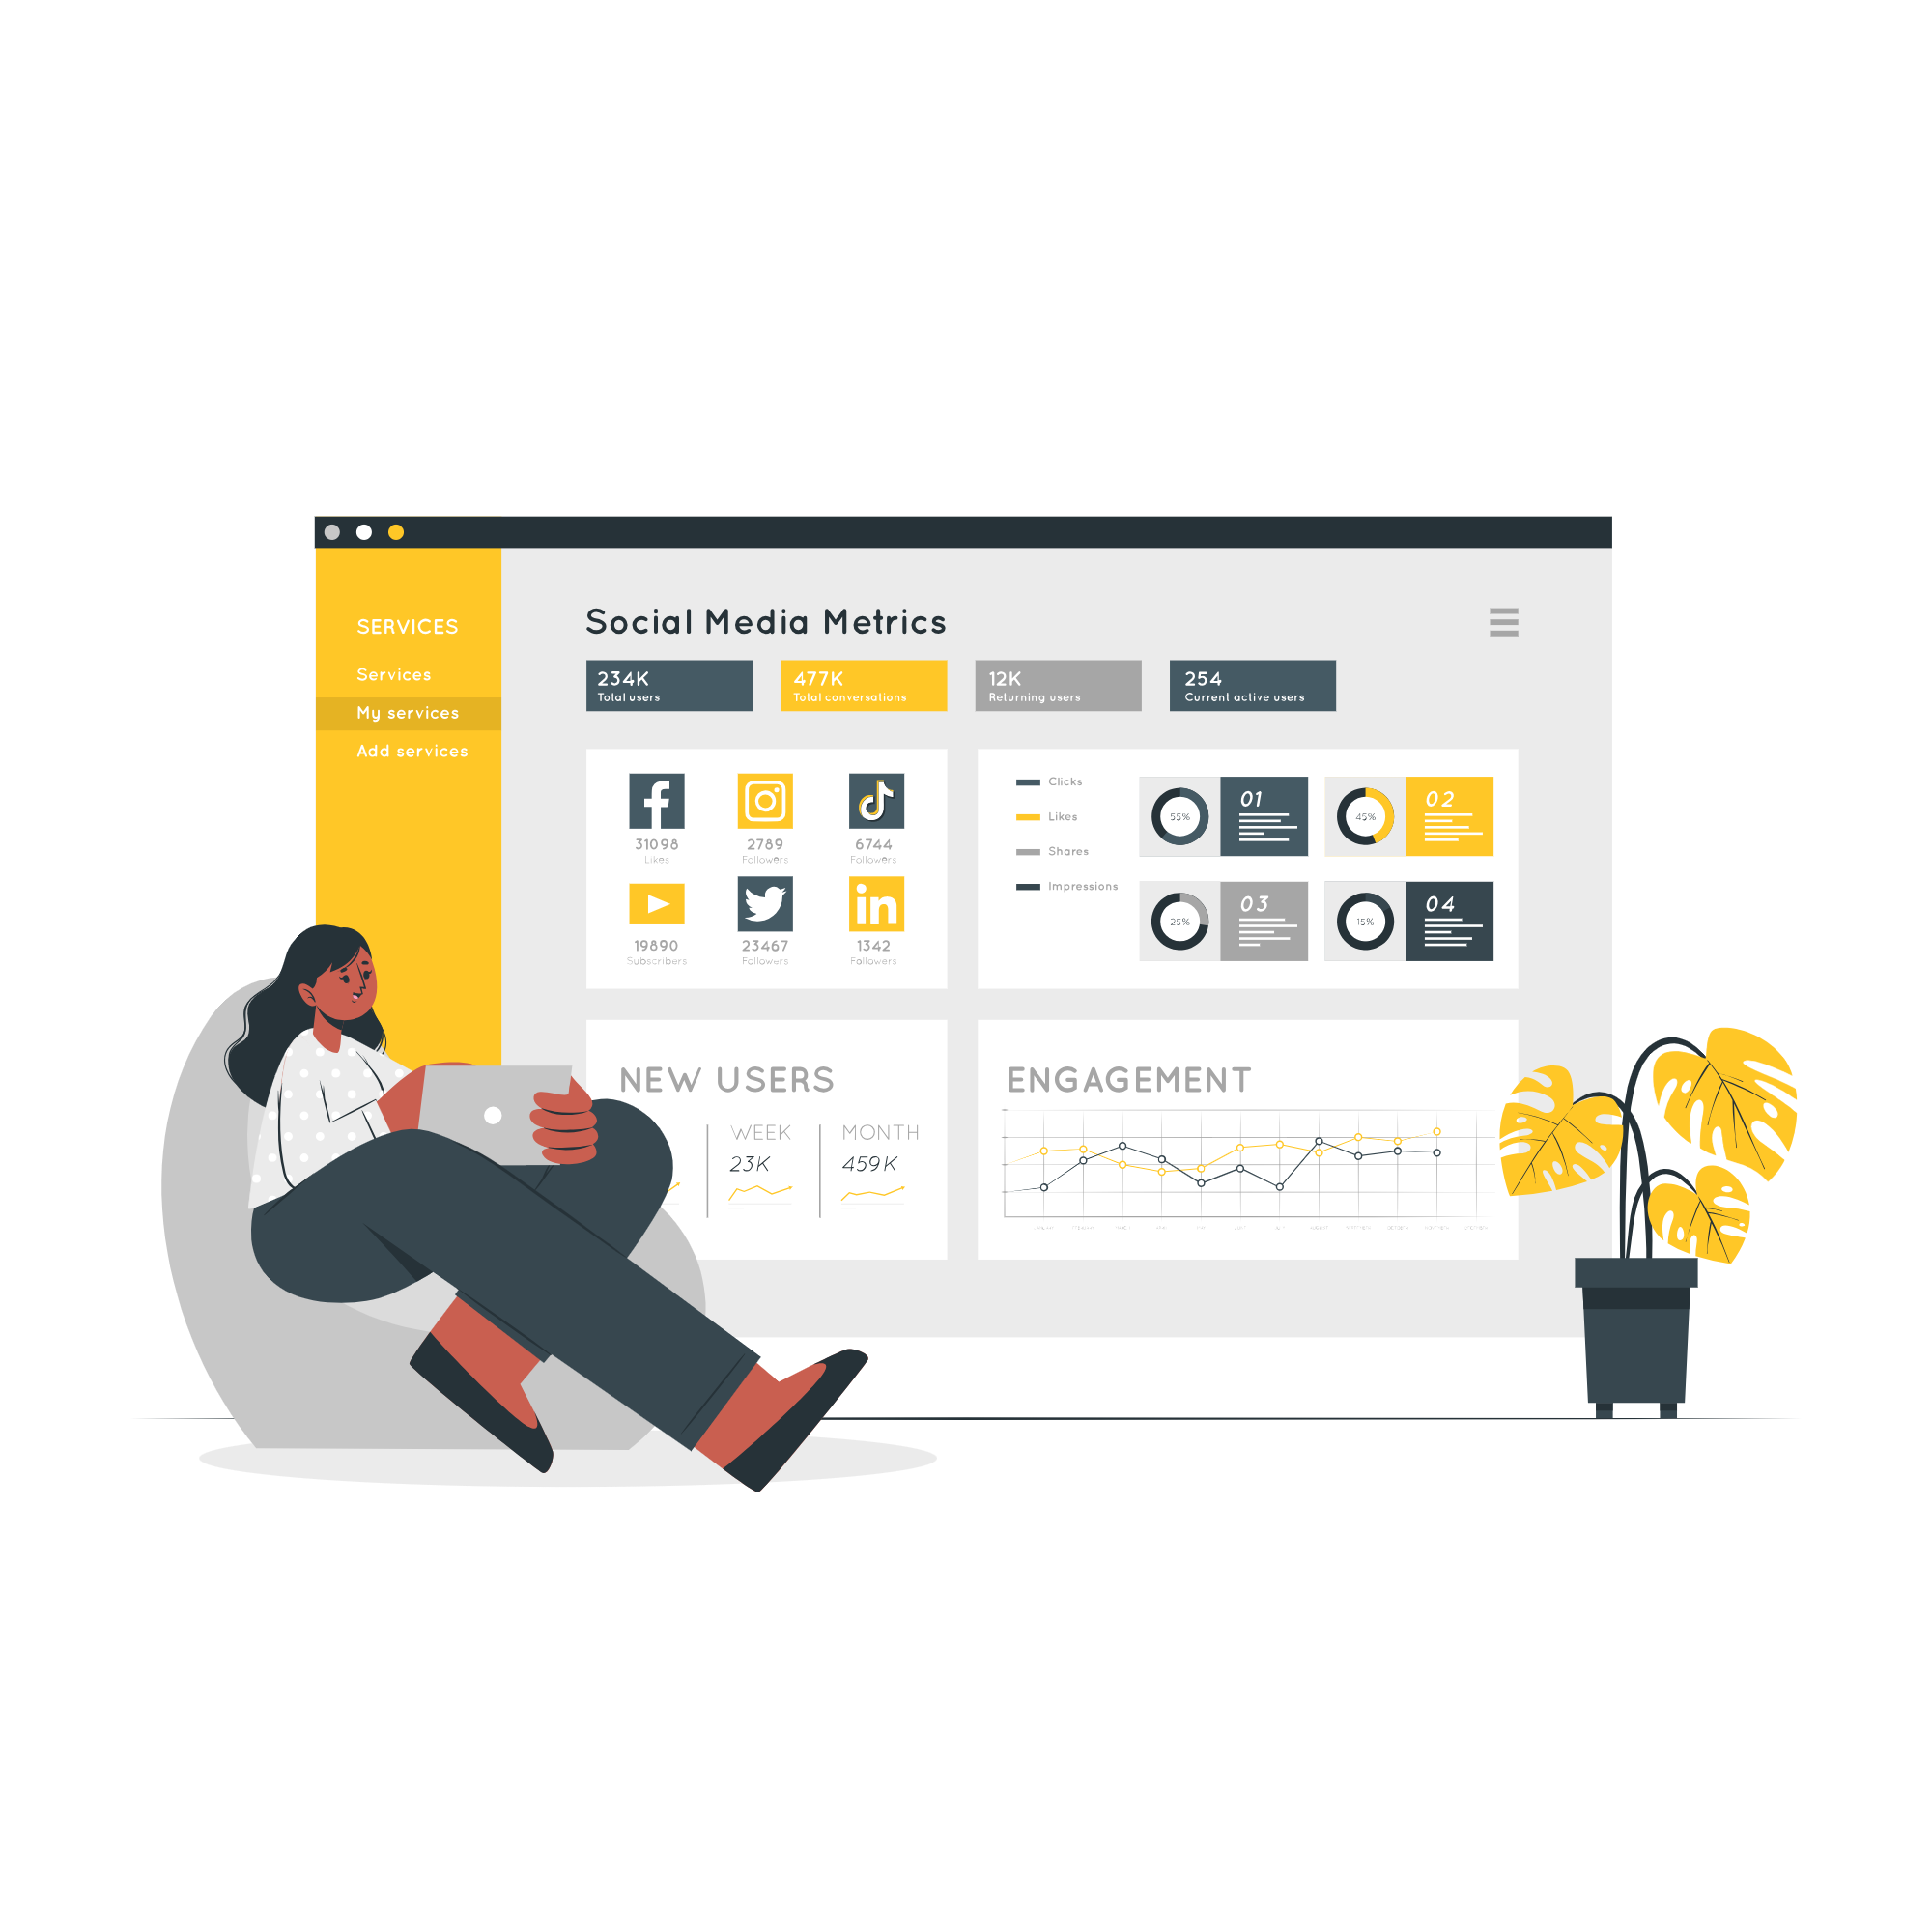 SERVICES
Services
My services
Add services
Social Media Metrics
234K
Total users
477K
Total conversations
12K
Returning users
254
Current active users
31098
Likes
2789
Followers
6744
Followers
19890
Subscribers
23467
Followers
1342
Followers
Clicks
Likes
Shares
Impressions
55%
01
45%
02
25%
03
15%
04
NEW USERS
WEEK
23K
MONTH
459K
ENGAGEMENT